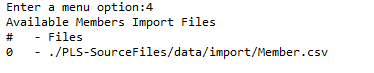 Enter a menu option:4
Available Members Import Files
#   - Files
0   - ./PLS-SourceFiles/data/import/Member.csv